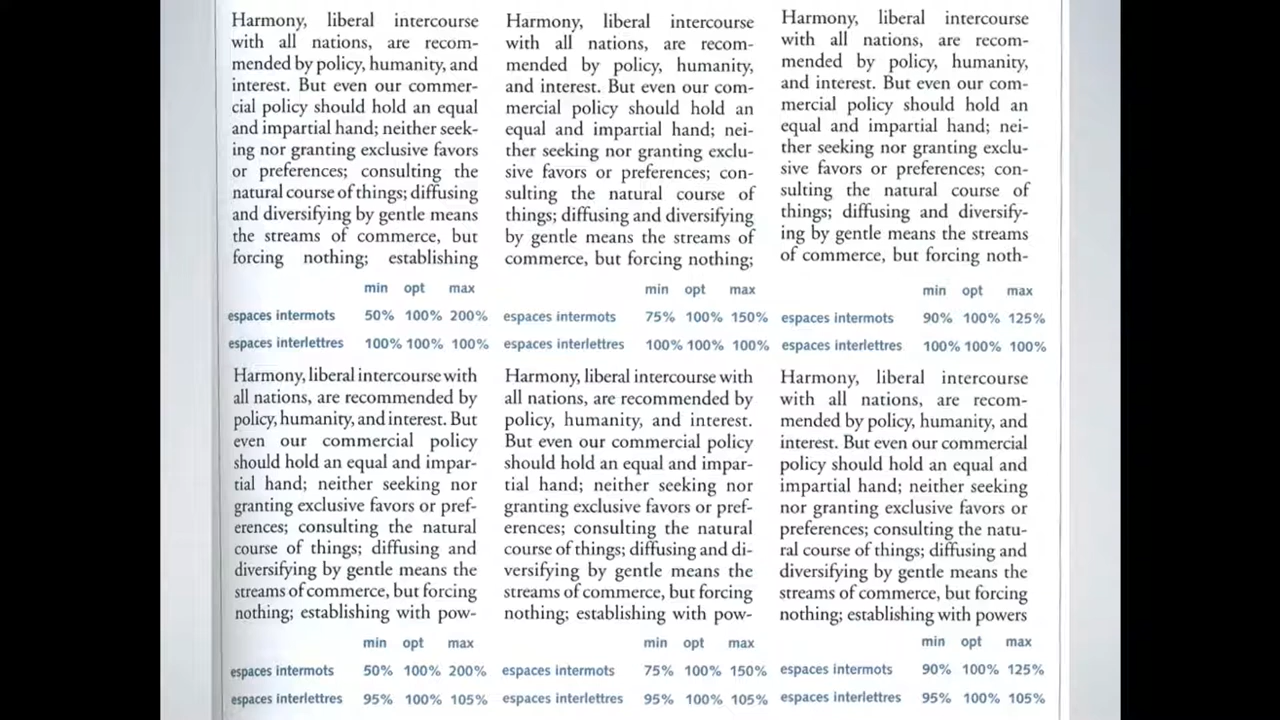 Harmony, liberal intercourse
with all nations, are recom-
mended by policy, humanity, and
interest. But even our commer-
cial policy should hold an equal
and impartial hand; neither seek-
ing nor granting exclusive favors
or preferences; consulting the
natural course of things; diffusing
and diversifying by gentle means
the streams of commerce, but
forcing nothing; establishing
min opt max
espaces intermots 50% 100% 200%
espaces interlettres 100% 100% 100%
Harmony, liberal intercourse
with all nations, are recom-
mended by policy, humanity,
and interest. But even our com-
mercial policy should hold an
equal and impartial hand; nei-
ther seeking nor granting exclu-
sive favors or preferences; con-
sulting the natural course of
things; diffusing and diversifying
by gentle means the streams of
commerce, but forcing nothing;
min opt max
espaces intermots 75% 100% 150%
espaces interlettres 100% 100% 100%
Harmony, liberal intercourse
with all nations, are recom-
mended by policy, humanity,
and interest. But even our com-
mercial policy should hold an
equal and impartial hand; nei-
ther seeking nor granting exclu-
sive favors or preferences; con-
sulting the natural course of
things; diffusing and diversify-
ing by gentle means the streams
of commerce, but forcing noth-
min opt max
espaces intermots 90% 100% 125%
espaces interlettres 100% 100% 100%
Harmony, liberal intercourse with
all nations, are recommended by
policy, humanity, and interest. But
even our commercial policy
should hold an equal and impar-
tial hand; neither seeking nor
granting exclusive favors or pref-
erences; consulting the natural
course of things; diffusing and
diversifying by gentle means the
streams of commerce, but forcing
nothing; establishing with pow-
min opt max
espaces intermots 50% 100% 200%
espaces interlettres 95% 100% 105%
Harmony, liberal intercourse with
all nations, are recommended by
policy, humanity, and interest.
But even our commercial policy
should hold an equal and impar-
tial hand; neither seeking nor
granting exclusive favors or pref-
erences; consulting the natural
course of things; diffusing and di-
versifying by gentle means the
streams of commerce, but forcing
nothing; establishing with pow-
min opt max
espaces intermots 75% 100% 150%
espaces interlettres 95% 100% 105%
Harmony, liberal intercourse
with all nations, are recom-
mended by policy, humanity, and
interest. But even our commercial
policy should hold an equal and
impartial hand; neither seeking
nor granting exclusive favors or
preferences; consulting the natu-
ral course of things; diffusing and
diversifying by gentle means the
streams of commerce, but forcing
nothing; establishing with powers
min opt max
espaces intermots 90% 100% 125%
espaces interlettres 95% 100% 105%